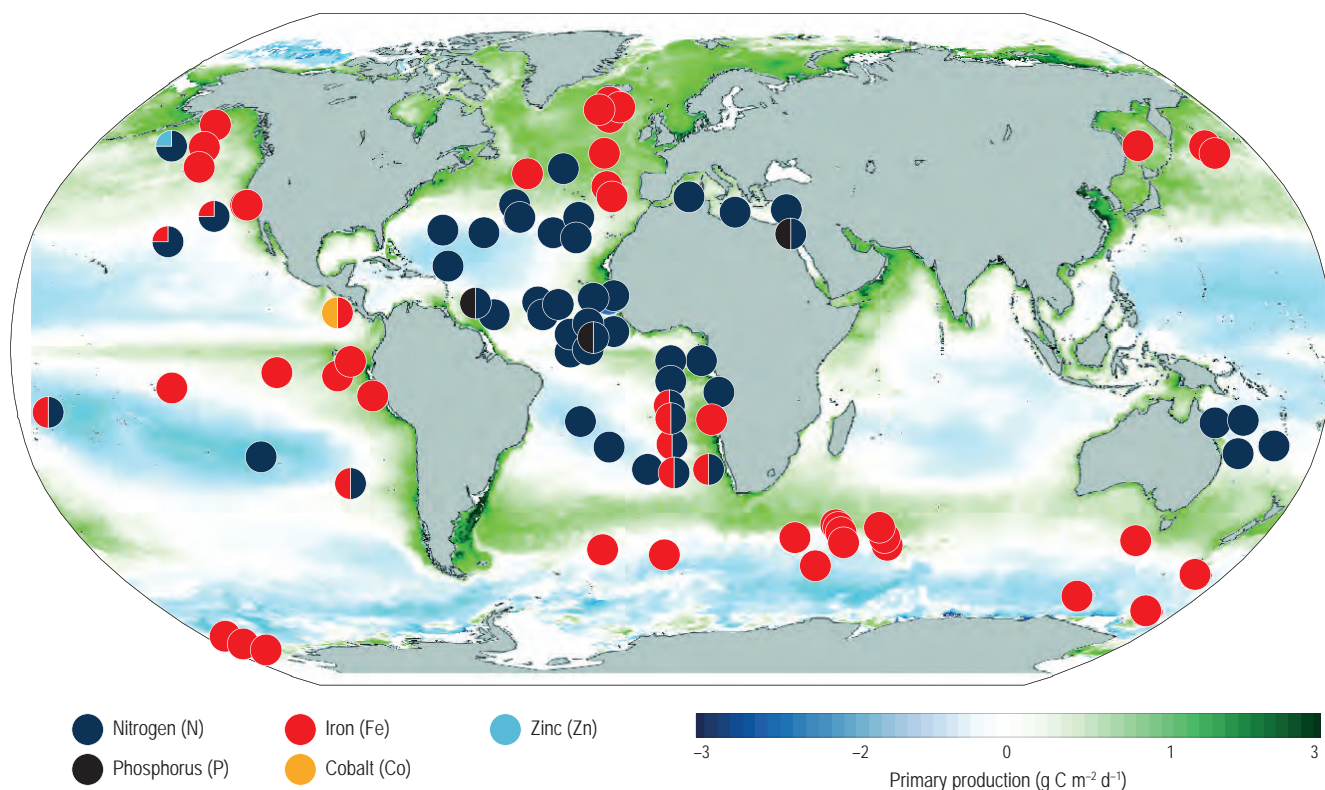 Nitrogen (N)
Iron (Fe)
Zinc (Zn)
Phosphorus (P)
Cobalt (Co)
–3
–2
0
1
3
Primary production (g C m⁻² d⁻¹)